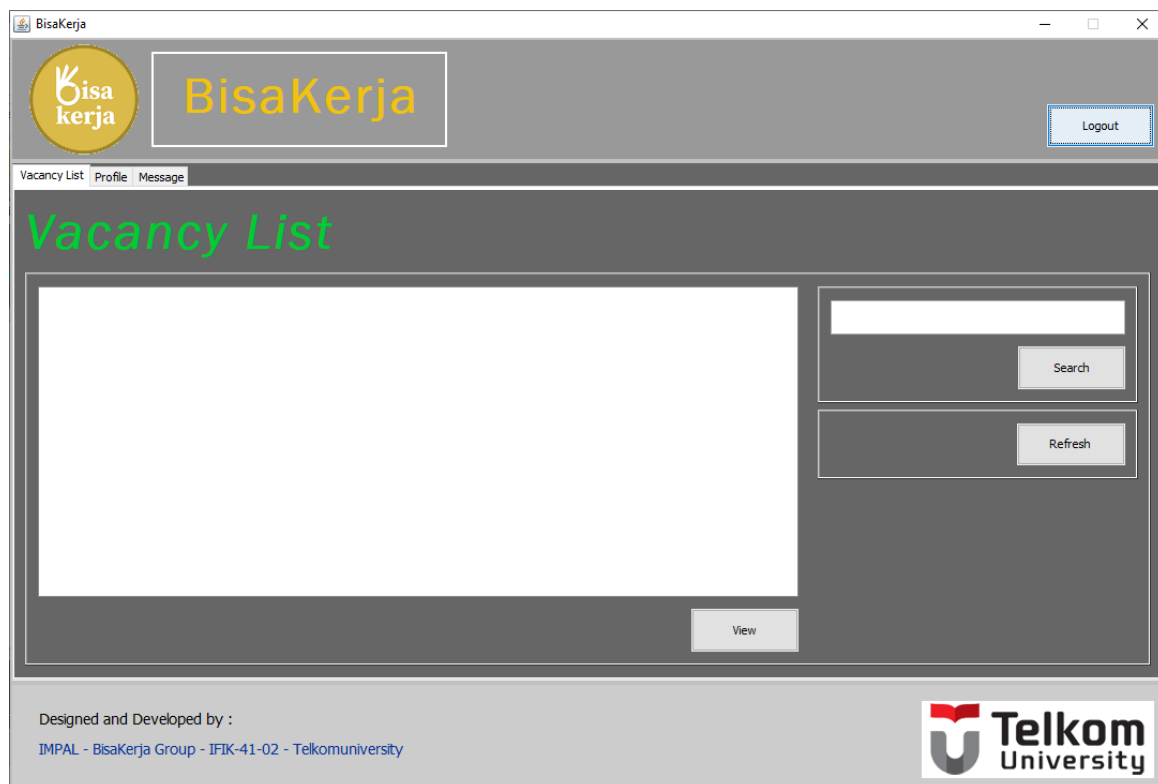 BisaKerja
Bisa
kerja
BisaKerja
Logout
Vacancy List Profile Message
Vacancy List
Search
Refresh
View
Designed and Developed by :
IMPAL - BisaKerja Group - IFIK-41-02 - Telkomuniversity
Telkom
University